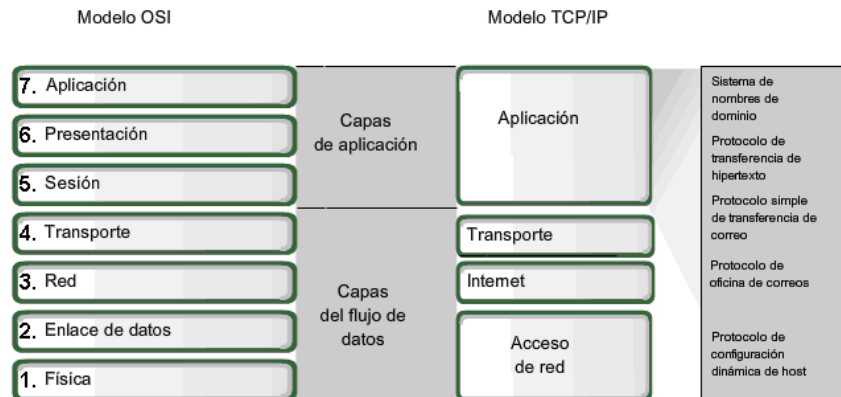 Modelo OSI
Modelo TCP/IP
7. Aplicación
6. Presentación
5. Sesión
4. Transporte
3. Red
2. Enlace de datos
1. Física
Capas
de aplicación
Capas
del flujo de
datos
Aplicación
Transporte
Internet
Acceso
de red
Sistema de
nombres de
dominio
Protocolo de
transferencia de
hipertexto
Protocolo simple
de transferencia de
correo
Protocolo de
oficina de correos
Protocolo de
configuración
dinámica de host